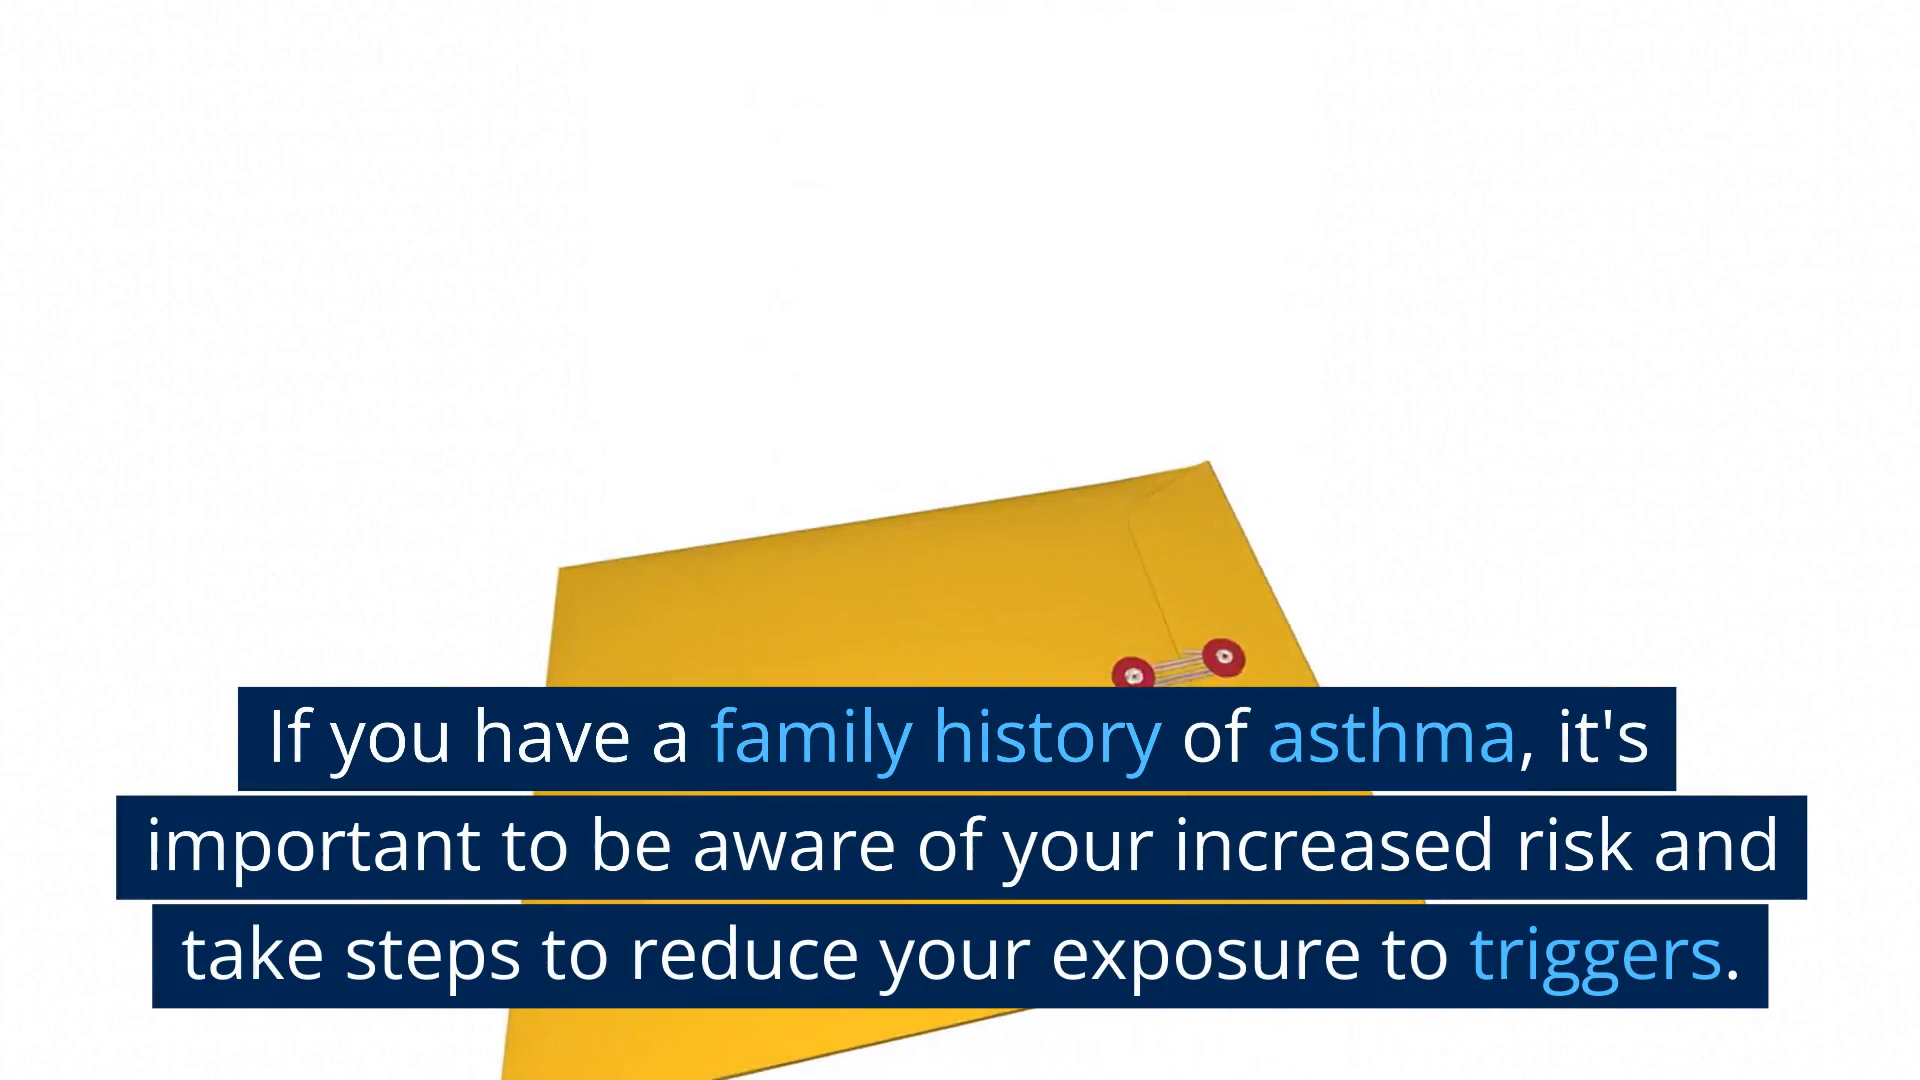 If you have a family history of asthma, it's
important to be aware of your increased risk and
take steps to reduce your exposure to triggers.